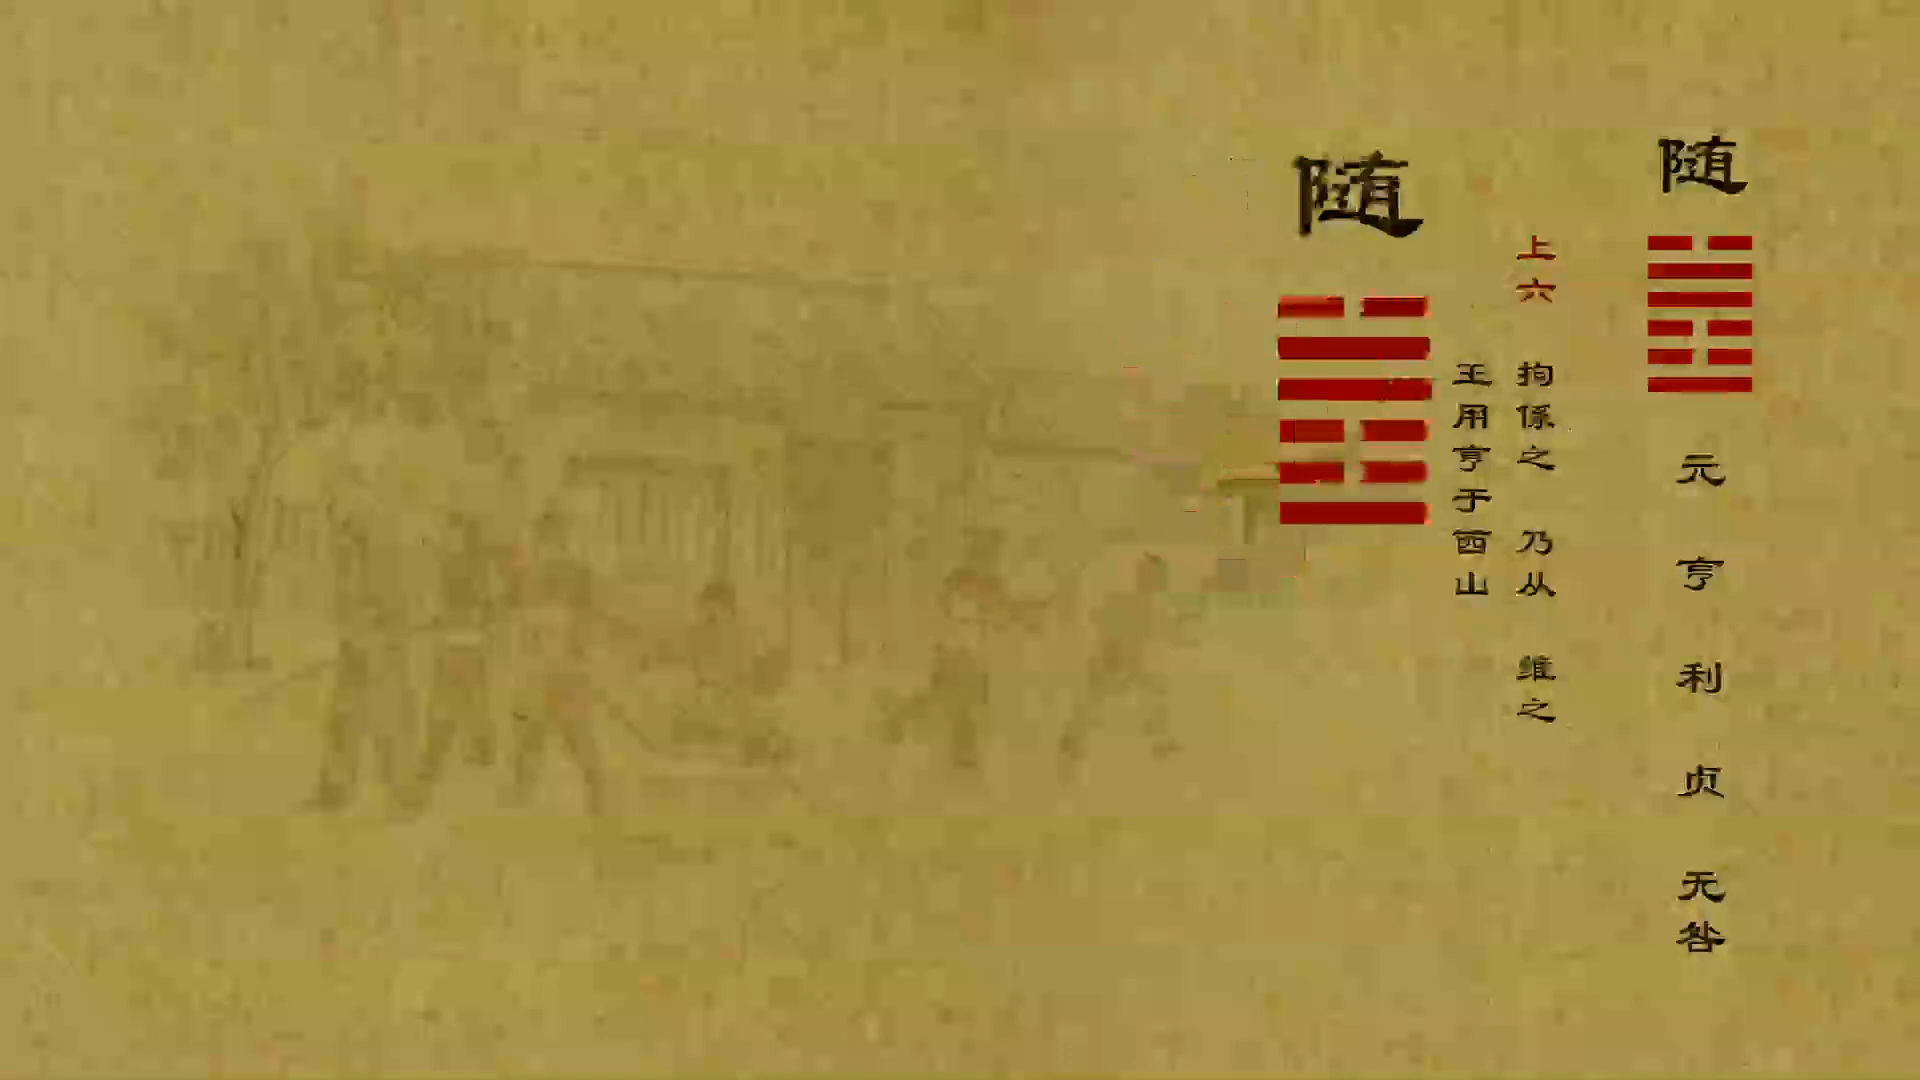 随
元 亨 利 贞 无咎
上六 拘係之 乃从 维之
王用亨于西山
随